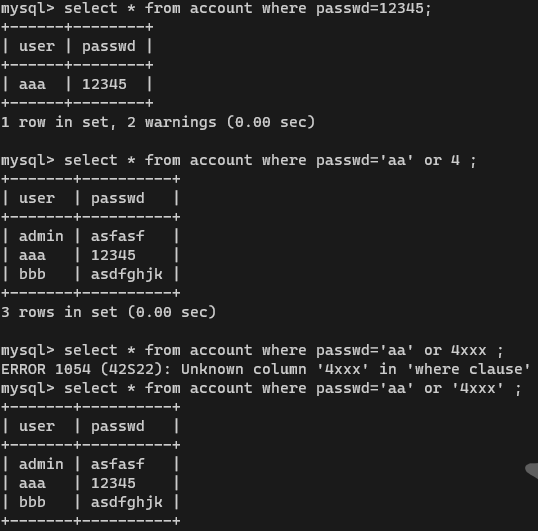 mysql> select * from account where passwd=12345;
+------+--------+
| user | passwd |
+------+--------+
| aaa  | 12345  |
+------+--------+
1 row in set, 2 warnings (0.00 sec)
mysql> select * from account where passwd='aa' or 4 ;
+-------+----------+
| user  | passwd   |
+-------+----------+
| admin | asfasf   |
| aaa   | 12345    |
| bbb   | asdfghjk |
+-------+----------+
3 rows in set (0.00 sec)
mysql> select * from account where passwd='aa' or 4xxx ;
ERROR 1054 (42S22): Unknown column '4xxx' in 'where clause'
mysql> select * from account where passwd='aa' or '4xxx' ;
+-------+----------+
| user  | passwd   |
+-------+----------+
| admin | asfasf   |
| aaa   | 12345    |
| bbb   | asdfghjk |
+-------+----------+